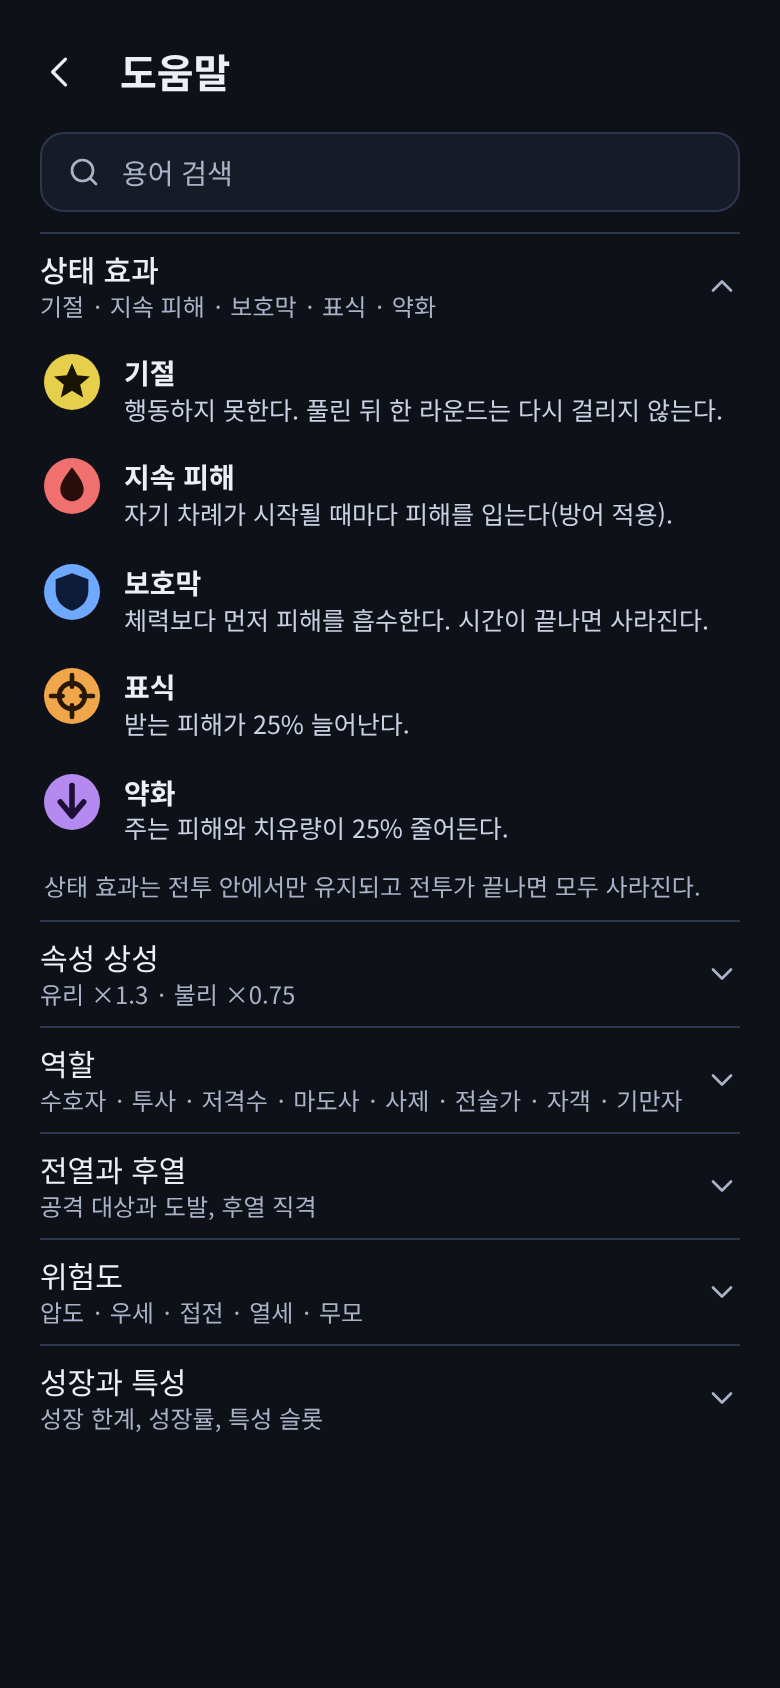 도움말
용어 검색
상태 효과
기절 · 지속 피해 · 보호막 · 표식 · 약화
기절
행동하지 못한다. 풀린 뒤 한 라운드는 다시 걸리지 않는다.
지속 피해
자기 차례가 시작될 때마다 피해를 입는다(방어 적용).
보호막
체력보다 먼저 피해를 흡수한다. 시간이 끝나면 사라진다.
표식
받는 피해가 25% 늘어난다.
약화
주는 피해와 치유량이 25% 줄어든다.
상태 효과는 전투 안에서만 유지되고 전투가 끝나면 모두 사라진다.
속성 상성
유리 ×1.3 · 불리 ×0.75
역할
수호자 · 투사 · 저격수 · 마도사 · 사제 · 전술가 · 자객 · 기만자
전열과 후열
공격 대상과 도발, 후열 직격
위험도
압도 · 우세 · 접전 · 열세 · 무모
성장과 특성
성장 한계, 성장률, 특성 슬롯